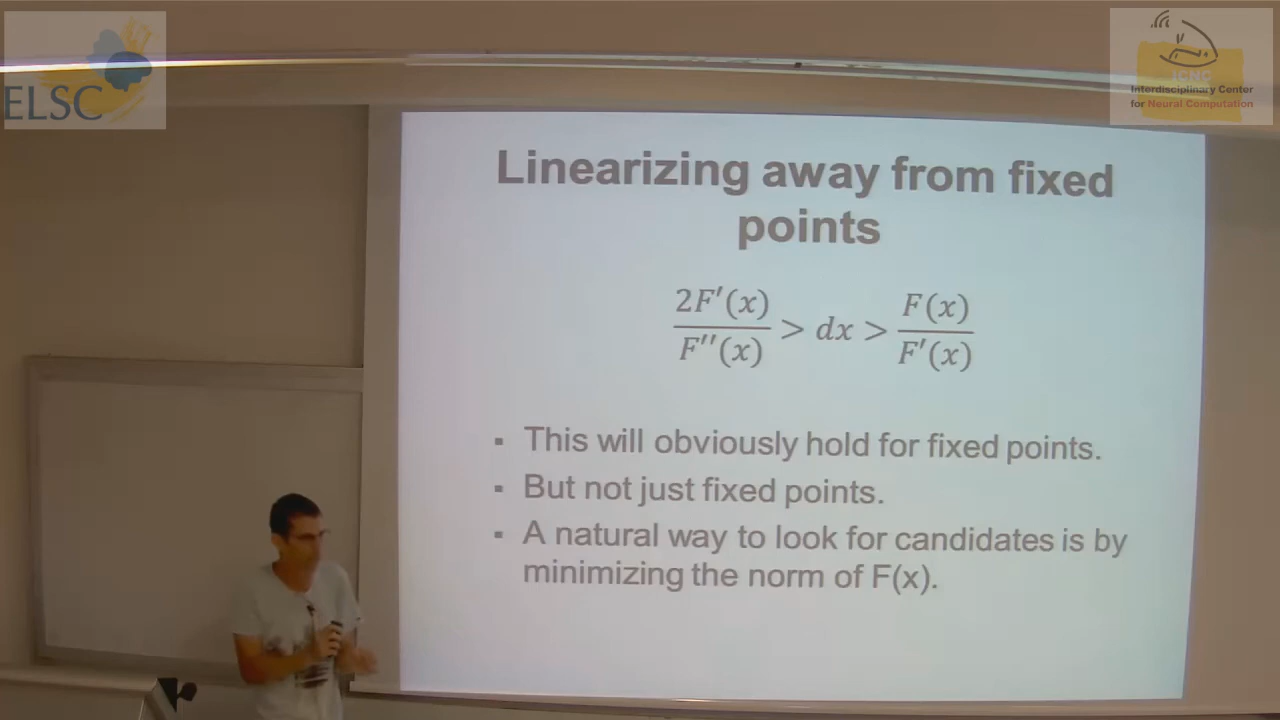 ELSC
ICNC
Interdisciplinary Center
for Neural Computation
Linearizing away from fixed
points
2F′(x)/F′′(x) > dx > F(x)/F′(x)
▪ This will obviously hold for fixed points.
▪ But not just fixed points.
▪ A natural way to look for candidates is by
minimizing the norm of F(x).